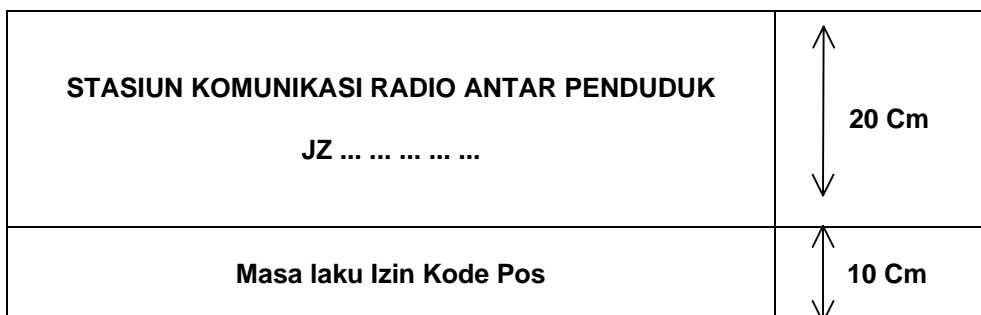 STASIUN KOMUNIKASI RADIO ANTAR PENDUDUK
JZ ... ... ... ... ...
20 Cm
Masa laku Izin Kode Pos
10 Cm